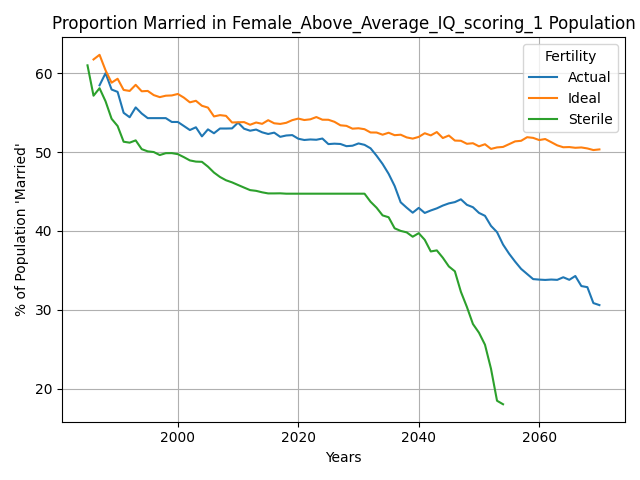 Proportion Married in Female_Above_Average_IQ_scoring_1 Population
Fertility
Actual
Ideal
Sterile
% of Population 'Married'
60
50
40
30
20
2000
2020
2040
2060
Years